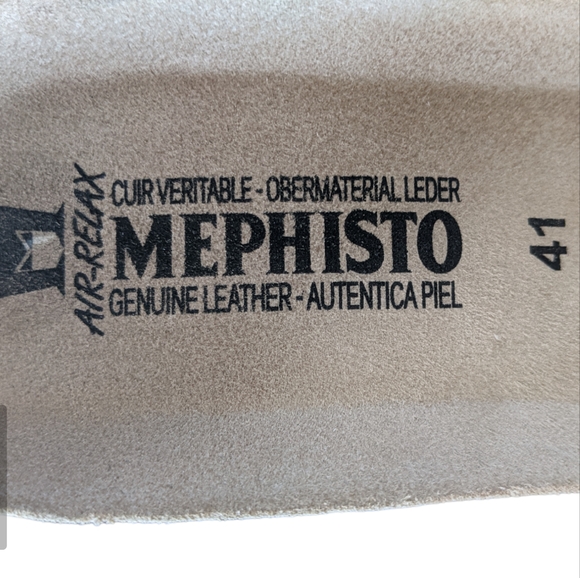 AIR-RELAX
CUIR VERITABLE - OBERMATERIAL LEDER
MEPHISTO
GENUINE LEATHER - AUTENTICA PIEL
41